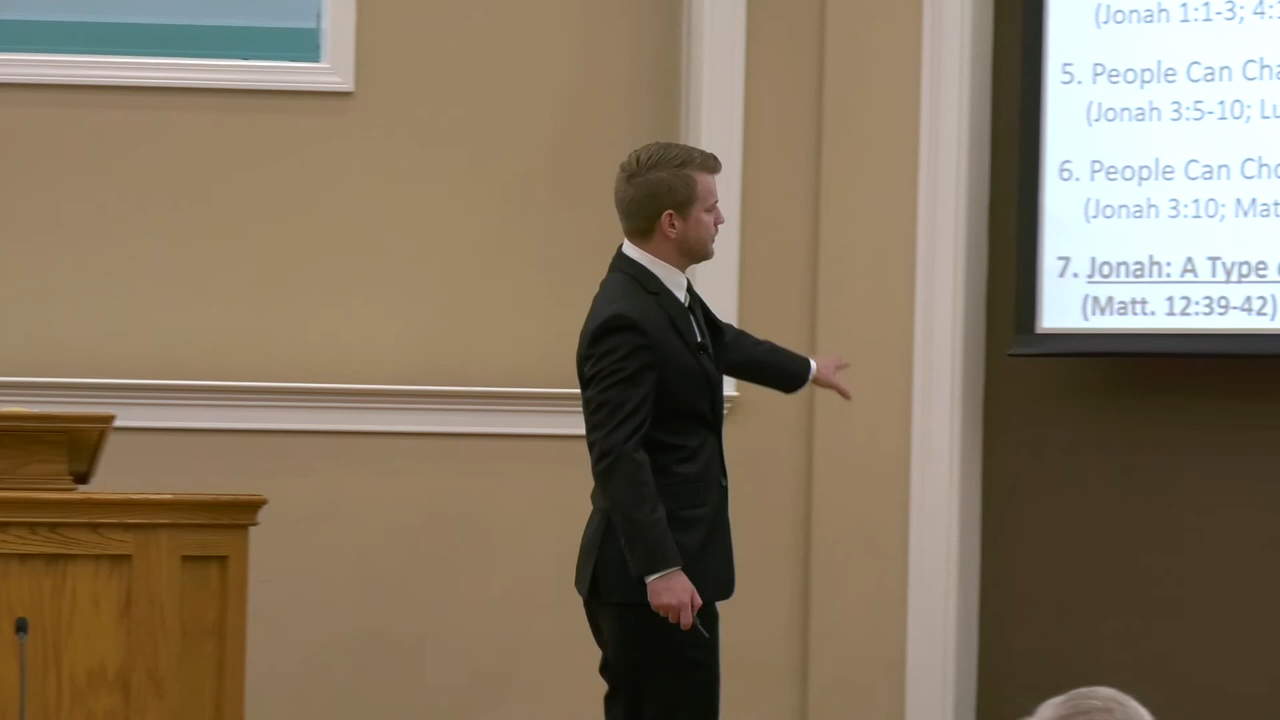 (Jonah 1:1-3; 4:
5. People Can Cha
(Jonah 3:5-10; Lu
6. People Can Cho
(Jonah 3:10; Mat
7. Jonah: A Type
(Matt. 12:39-42)